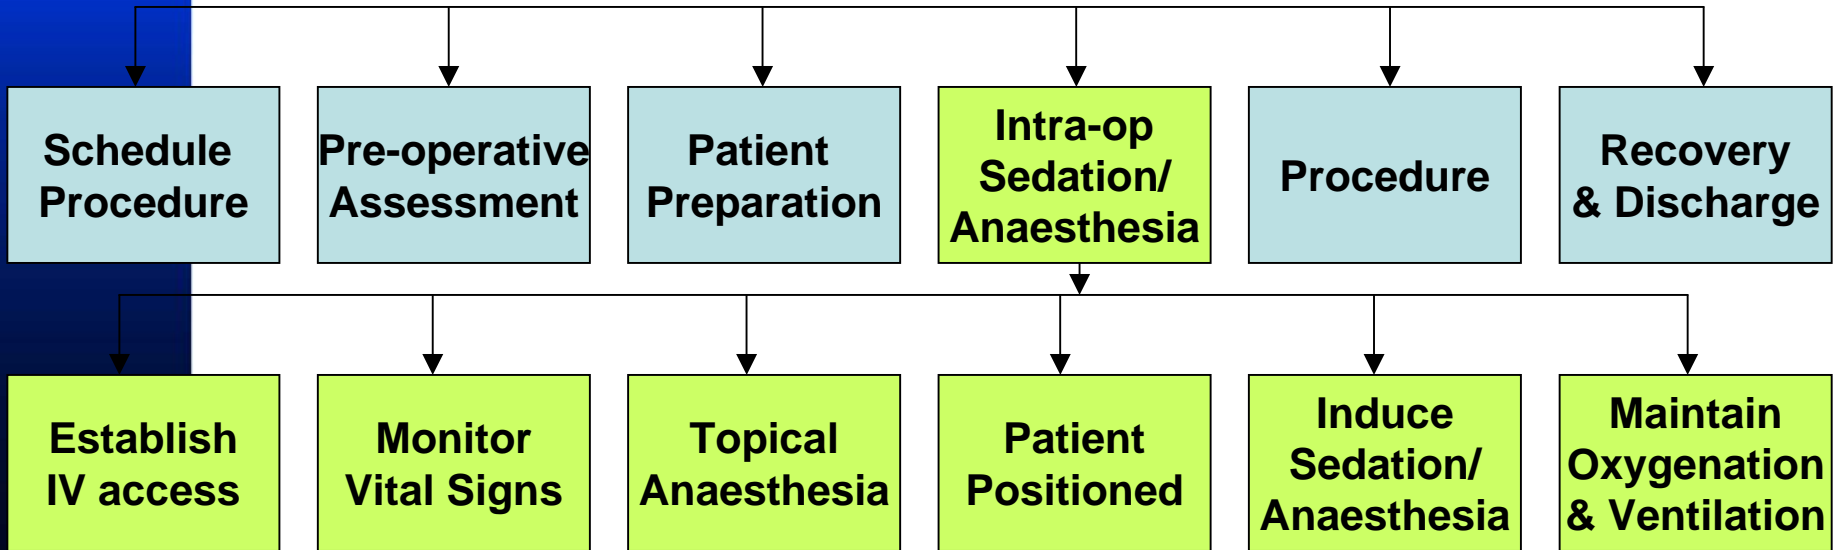 Schedule
Procedure
Pre-operative
Assessment
Patient
Preparation
Intra-op
Sedation/
Anaesthesia
Procedure
Recovery
& Discharge
Establish
IV access
Monitor
Vital Signs
Topical
Anaesthesia
Patient
Positioned
Induce
Sedation/
Anaesthesia
Maintain
Oxygenation
& Ventilation